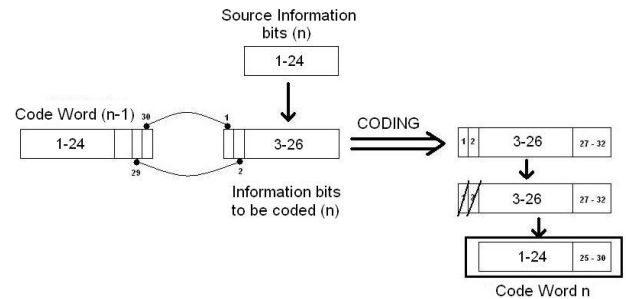 Source Information
bits (n)
1-24
Code Word (n-1)
30
1
1-24
3-26
29
2
Information bits
to be coded (n)
CODING
1 2 3-26 27 - 32
1 2 3-26 27 - 32
1-24 25 - 30
Code Word n